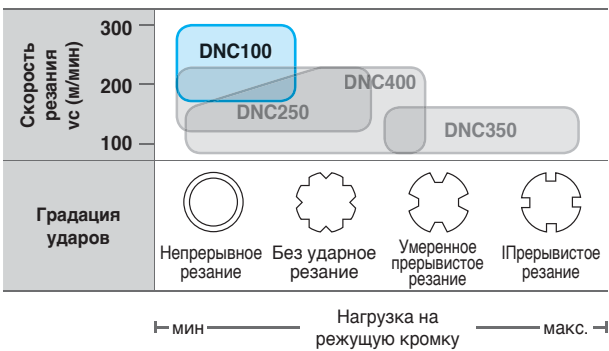 Скорость
резания
vc (м/мин)
300
200
100
DNC100
DNC400
DNC250
DNC350
Градация
ударов
Непрерывное
резание
Без ударное
резание
Умеренное
прерывистое
резание
IПрерывистое
резание
мин
Нагрузка на
режущую кромку
макс.